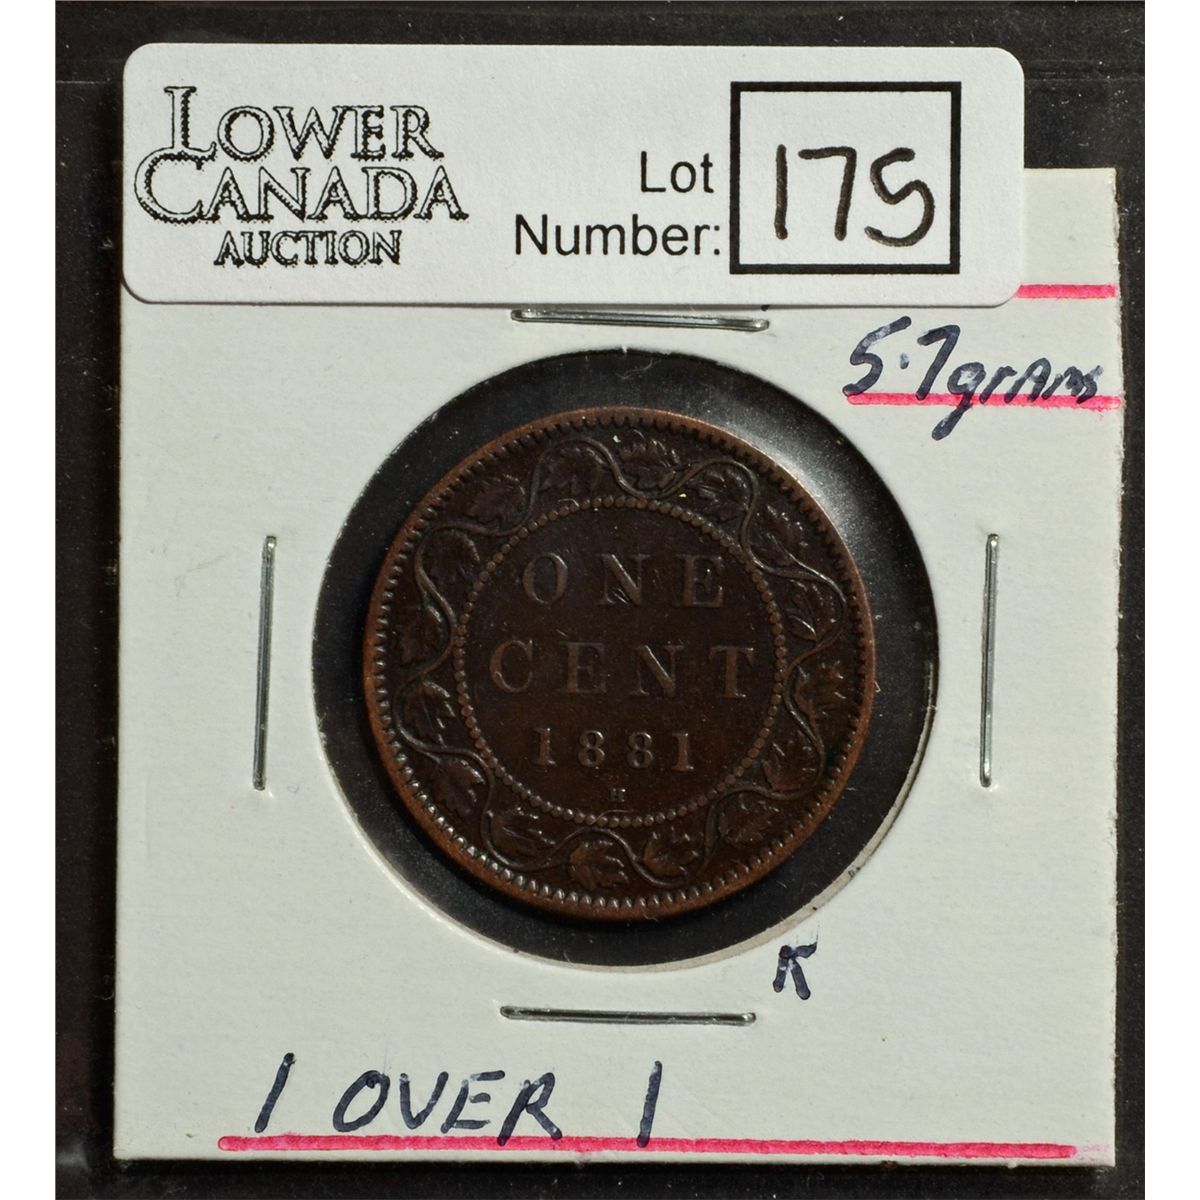 LOWER
CANADA
AUCTION
Lot
Number:
175
5.7grams
ONE
CENT
1881
H
K
1 OVER 1